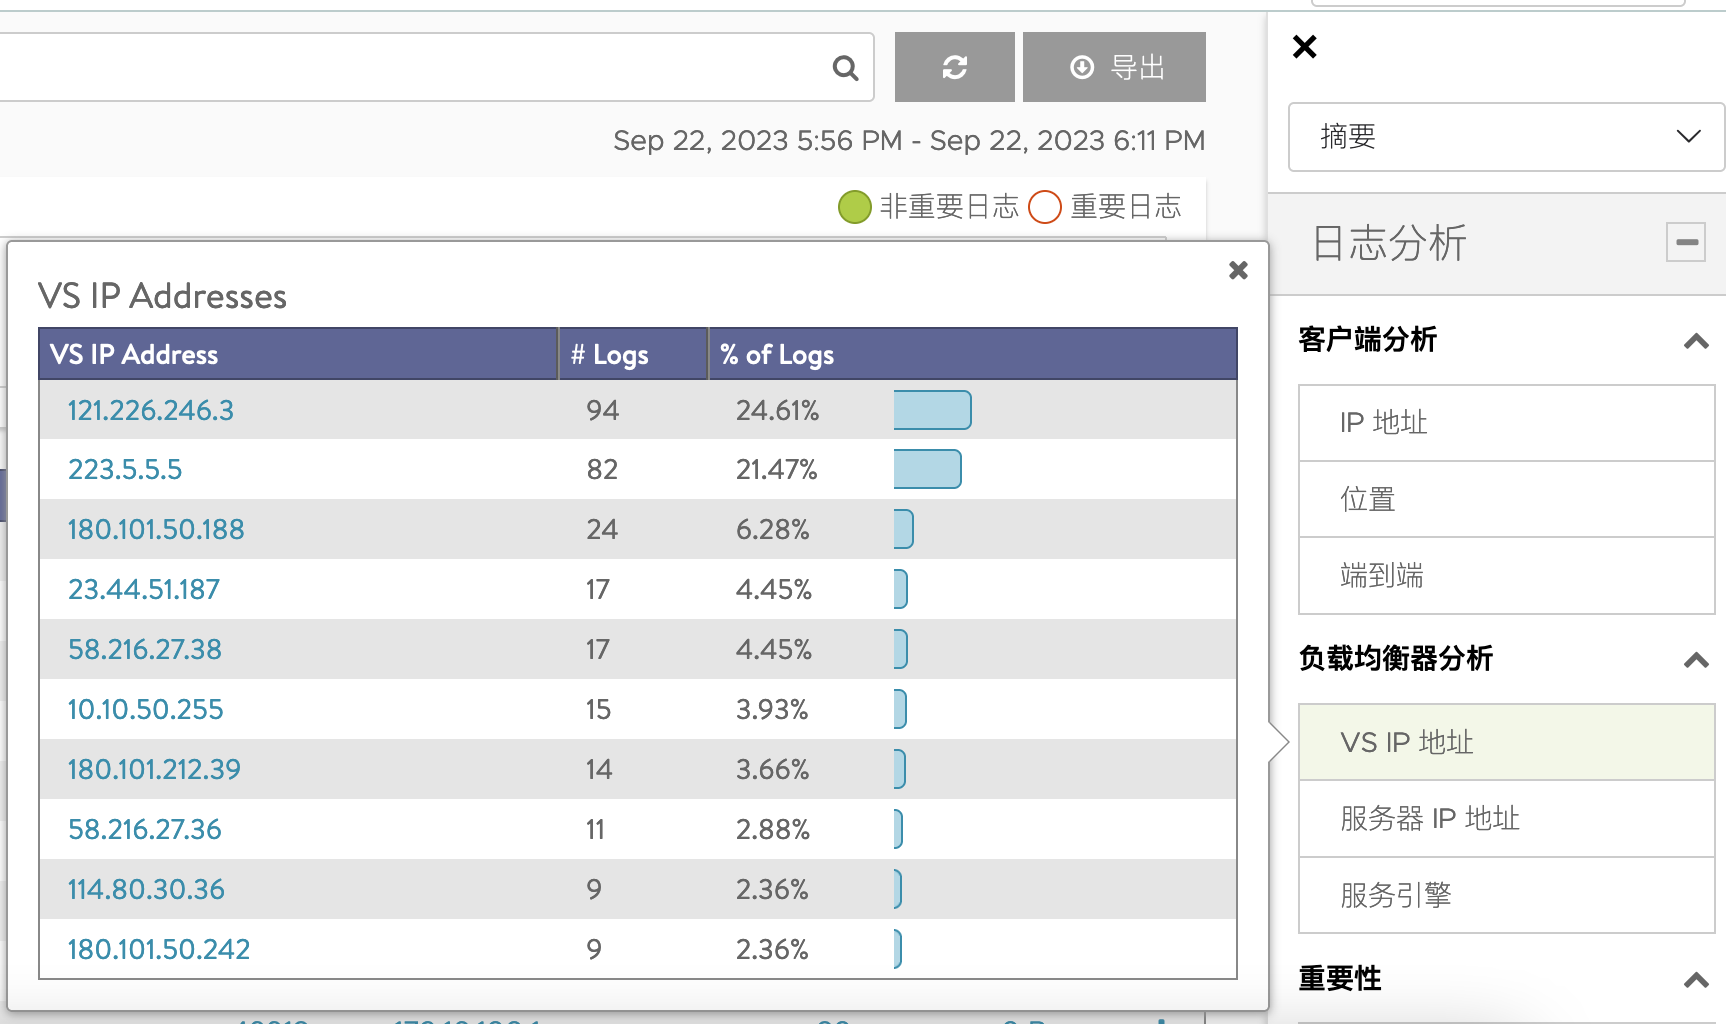 导出
Sep 22, 2023 5:56 PM - Sep 22, 2023 6:11 PM
非重要日志 重要日志
VS IP Addresses
VS IP Address # Logs % of Logs
121.226.246.3 94 24.61%
223.5.5.5 82 21.47%
180.101.50.188 24 6.28%
23.44.51.187 17 4.45%
58.216.27.38 17 4.45%
10.10.50.255 15 3.93%
180.101.212.39 14 3.66%
58.216.27.36 11 2.88%
114.80.30.36 9 2.36%
180.101.50.242 9 2.36%
摘要
日志分析
客户端分析
IP 地址
位置
端到端
负载均衡器分析
VS IP 地址
服务器 IP 地址
服务引擎
重要性